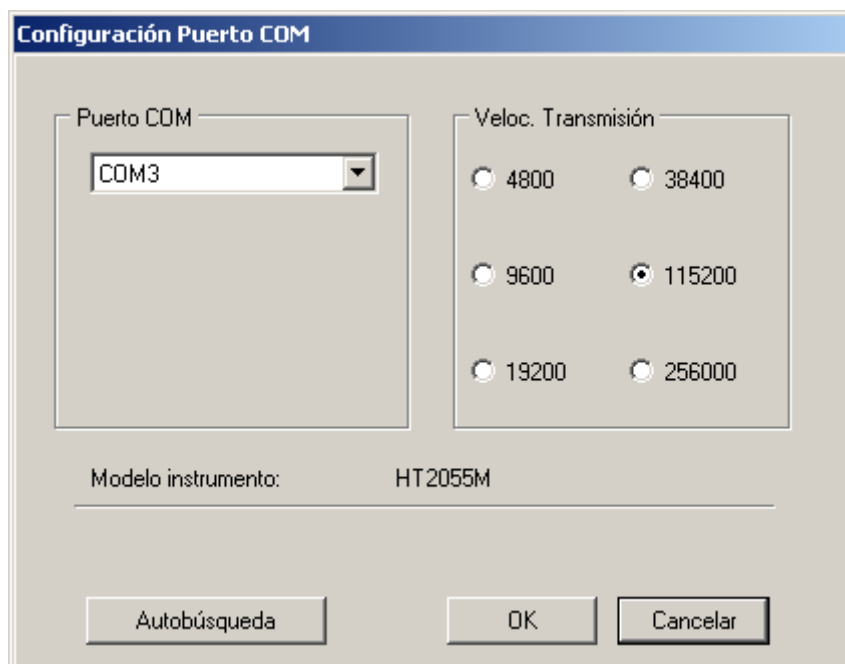 Configuración Puerto COM
Puerto COM
COM3
Veloc. Transmisión
4800
38400
9600
115200
19200
256000
Modelo instrumento: HT2055M
Autobúsqueda OK Cancelar